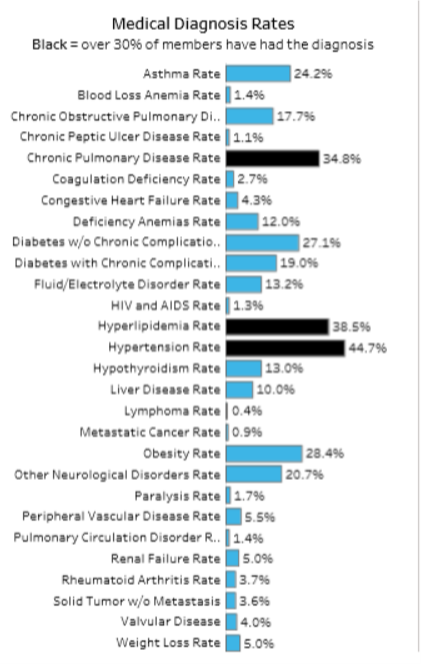 Medical Diagnosis Rates
Black = over 30% of members have had the diagnosis
Asthma Rate 24.2%
Blood Loss Anemia Rate 1.4%
Chronic Obstructive Pulmonary Di.. 17.7%
Chronic Peptic Ulcer Disease Rate 1.1%
Chronic Pulmonary Disease Rate 34.8%
Coagulation Deficiency Rate 2.7%
Congestive Heart Failure Rate 4.3%
Deficiency Anemias Rate 12.0%
Diabetes w/o Chronic Complicatio.. 27.1%
Diabetes with Chronic Complicati.. 19.0%
Fluid/Electrolyte Disorder Rate 13.2%
HIV and AIDS Rate 1.3%
Hyperlipidemia Rate 38.5%
Hypertension Rate 44.7%
Hypothyroidism Rate 13.0%
Liver Disease Rate 10.0%
Lymphoma Rate 0.4%
Metastatic Cancer Rate 0.9%
Obesity Rate 28.4%
Other Neurological Disorders Rate 20.7%
Paralysis Rate 1.7%
Peripheral Vascular Disease Rate 5.5%
Pulmonary Circulation Disorder R.. 1.4%
Renal Failure Rate 5.0%
Rheumatoid Arthritis Rate 3.7%
Solid Tumor w/o Metastasis 3.6%
Valvular Disease 4.0%
Weight Loss Rate 5.0%